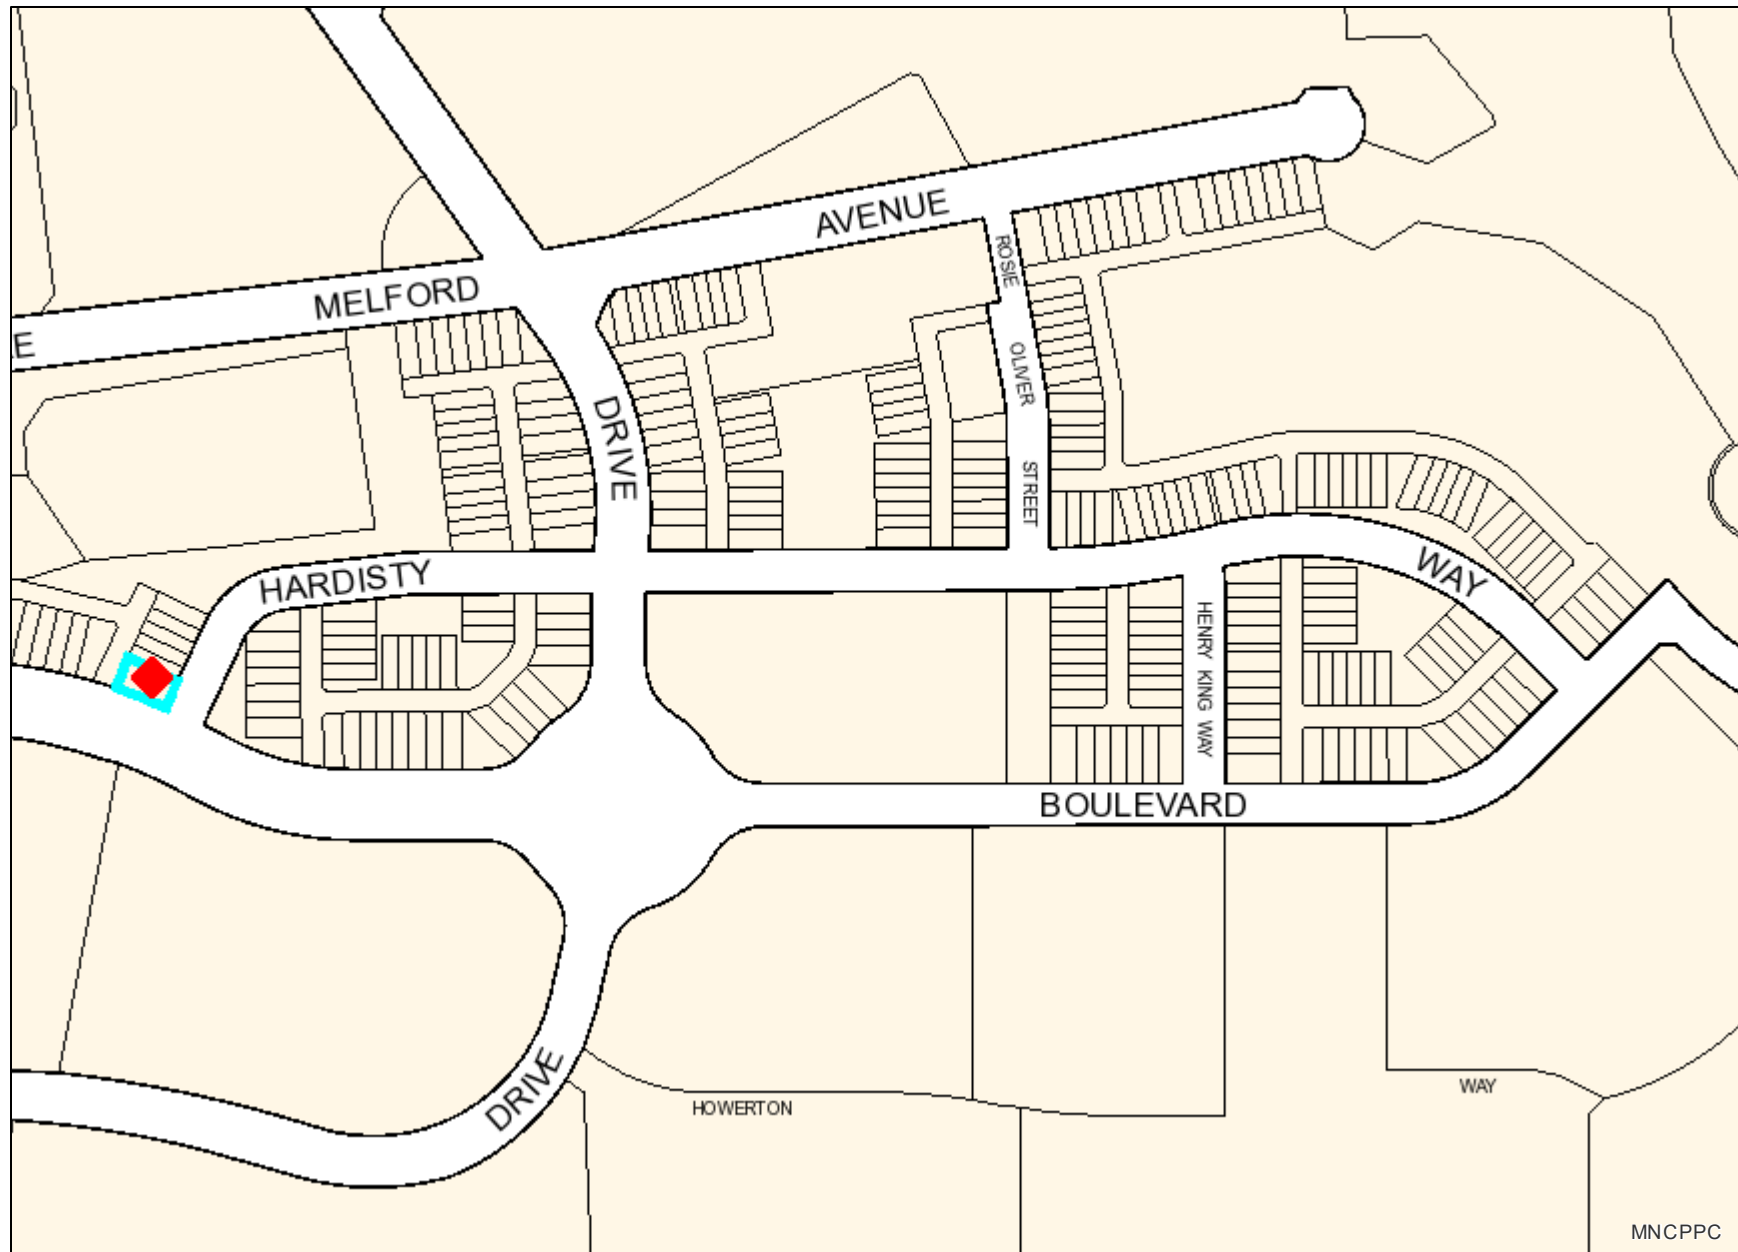 AVENUE
ROSIE
MELFORD
E
OLIVER
DRIVE
STREET
HARDISTY
WAY
HENRY KING WAY
BOULEVARD
DRIVE
HOWERTON
WAY
MNCPPC